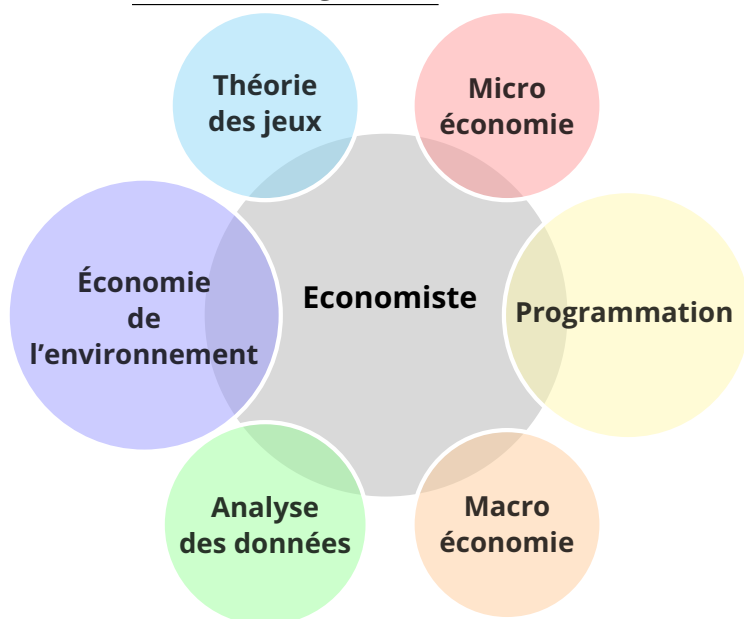 Théorie
des jeux
Micro
économie
Économie
de
l'environnement
Economiste
Programmation
Analyse
des données
Macro
économie